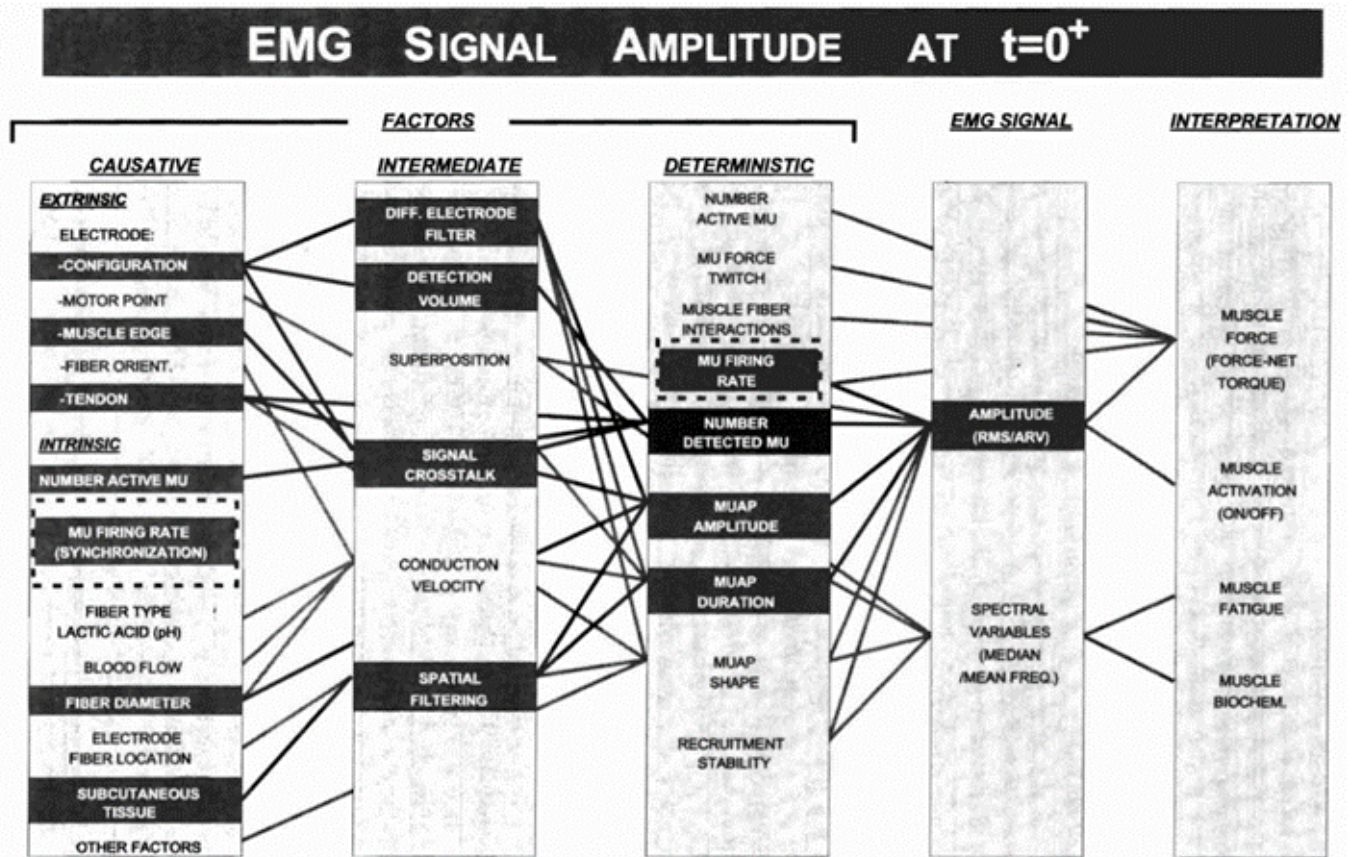 EMG SIGNAL AMPLITUDE AT t=0+
FACTORS
EMG SIGNAL
INTERPRETATION
CAUSATIVE
INTERMEDIATE
DETERMINISTIC
EXTRINSIC
ELECTRODE:
-CONFIGURATION
-MOTOR POINT
-MUSCLE EDGE
-FIBER ORIENT.
-TENDON
INTRINSIC
NUMBER ACTIVE MU
MU FIRING RATE
(SYNCHRONIZATION)
FIBER TYPE
LACTIC ACID (pH)
BLOOD FLOW
FIBER DIAMETER
ELECTRODE
FIBER LOCATION
SUBCUTANEOUS
TISSUE
OTHER FACTORS
DIFF. ELECTRODE
FILTER
DETECTION
VOLUME
SUPERPOSITION
SIGNAL
CROSSTALK
CONDUCTION
VELOCITY
SPATIAL
FILTERING
NUMBER
ACTIVE MU
MU FORCE
TWITCH
MUSCLE FIBER
INTERACTIONS
MU FIRING
RATE
NUMBER
DETECTED MU
MUAP
AMPLITUDE
MUAP
DURATION
MUAP
SHAPE
RECRUITMENT
STABILITY
AMPLITUDE
(RMS/ARV)
SPECTRAL
VARIABLES
(MEDIAN
/MEAN FREQ.)
MUSCLE
FORCE
(FORCE-NET
TORQUE)
MUSCLE
ACTIVATION
(ON/OFF)
MUSCLE
FATIGUE
MUSCLE
BIOCHEM.